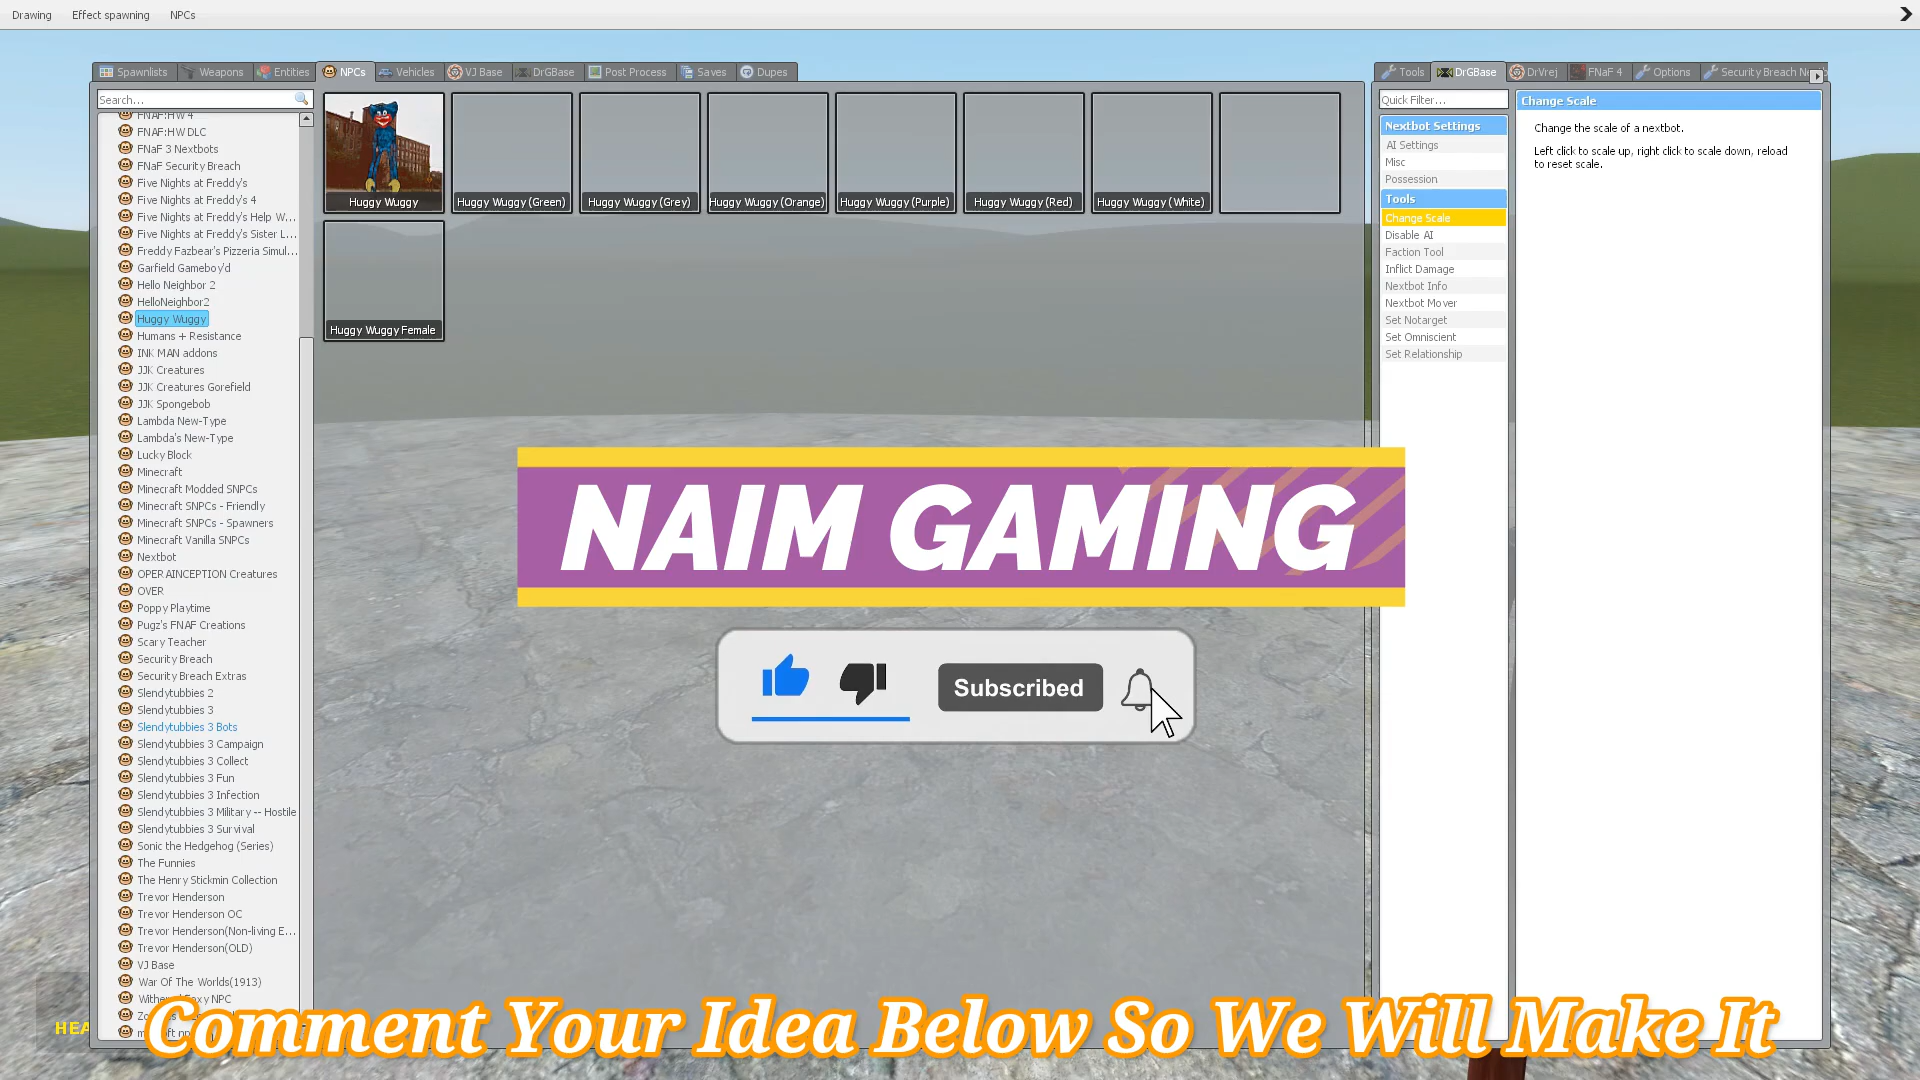 Drawing Effect spawning NPCs
Spawnlists Weapons Entities NPCs Vehicles VJ Base DrGBase Post Process Saves Dupes
Tools DrGBase DrVrej FNaF 4 Options Security Breach
Search...
FNAF:HW 4
FNAF:HW DLC
FNaF 3 Nextbots
FNaF Security Breach
Five Nights at Freddy's
Five Nights at Freddy's 4
Five Nights at Freddy's Help W...
Five Nights at Freddy's Sister L...
Freddy Fazbear's Pizzeria Simul...
Garfield Gameboy'd
Hello Neighbor 2
HelloNeighbor2
Huggy Wuggy
Humans + Resistance
INK MAN addons
JJK Creatures
JJK Creatures Gorefield
JJK Spongebob
Lambda New-Type
Lambda's New-Type
Lucky Block
Minecraft
Minecraft Modded SNPCs
Minecraft SNPCs - Friendly
Minecraft SNPCs - Spawners
Minecraft Vanilla SNPCs
Nextbot
OPERAINCEPTION Creatures
OVER
Poppy Playtime
Pugz's FNAF Creations
Scary Teacher
Security Breach
Security Breach Extras
Slendytubbies 2
Slendytubbies 3
Slendytubbies 3 Bots
Slendytubbies 3 Campaign
Slendytubbies 3 Collect
Slendytubbies 3 Fun
Slendytubbies 3 Infection
Slendytubbies 3 Military -- Hostile
Slendytubbies 3 Survival
Sonic the Hedgehog (Series)
The Funnies
The Henry Stickmin Collection
Trevor Henderson
Trevor Henderson OC
Trevor Henderson(Non-living E...
Trevor Henderson(OLD)
VJ Base
War Of The Worlds(1913)
Huggy Wuggy
Huggy Wuggy (Green)
Huggy Wuggy (Grey)
Huggy Wuggy (Orange)
Huggy Wuggy (Purple)
Huggy Wuggy (Red)
Huggy Wuggy (White)
Huggy Wuggy Female
Quick Filter...
Nextbot Settings
AI Settings
Misc
Possession
Tools
Change Scale
Disable AI
Faction Tool
Inflict Damage
Nextbot Info
Nextbot Mover
Set Notarget
Set Omniscient
Set Relationship
Change Scale
Change the scale of a nextbot.
Left click to scale up, right click to scale down, reload
to reset scale.
NAIM GAMING
Subscribed
Comment Your Idea Below So We Will Make It